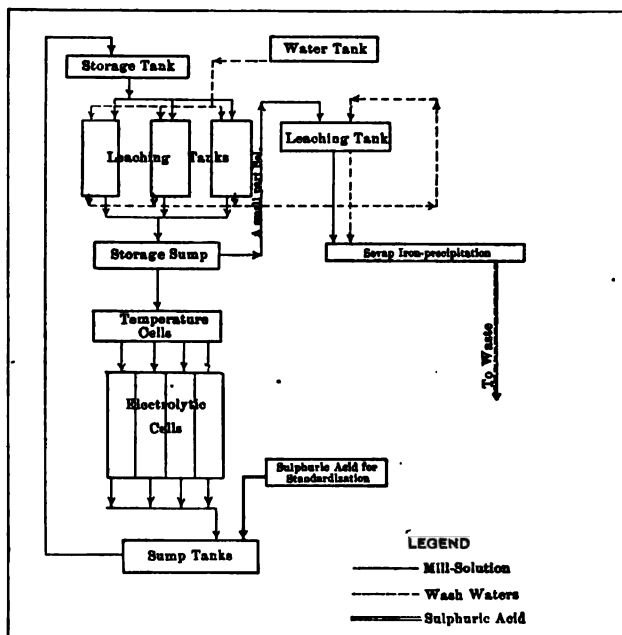 Water Tank
Storage Tank
Leaching Tanks
Leaching Tank
A small part Sol.
Storage Sump
Scrap Iron-precipitation
Temperature
Cells
To Waste
Electrolytic
Cells
Sulphuric Acid for
Standardization
Sump Tanks
LEGEND
Mill-Solution
Wash Waters
Sulphuric Acid